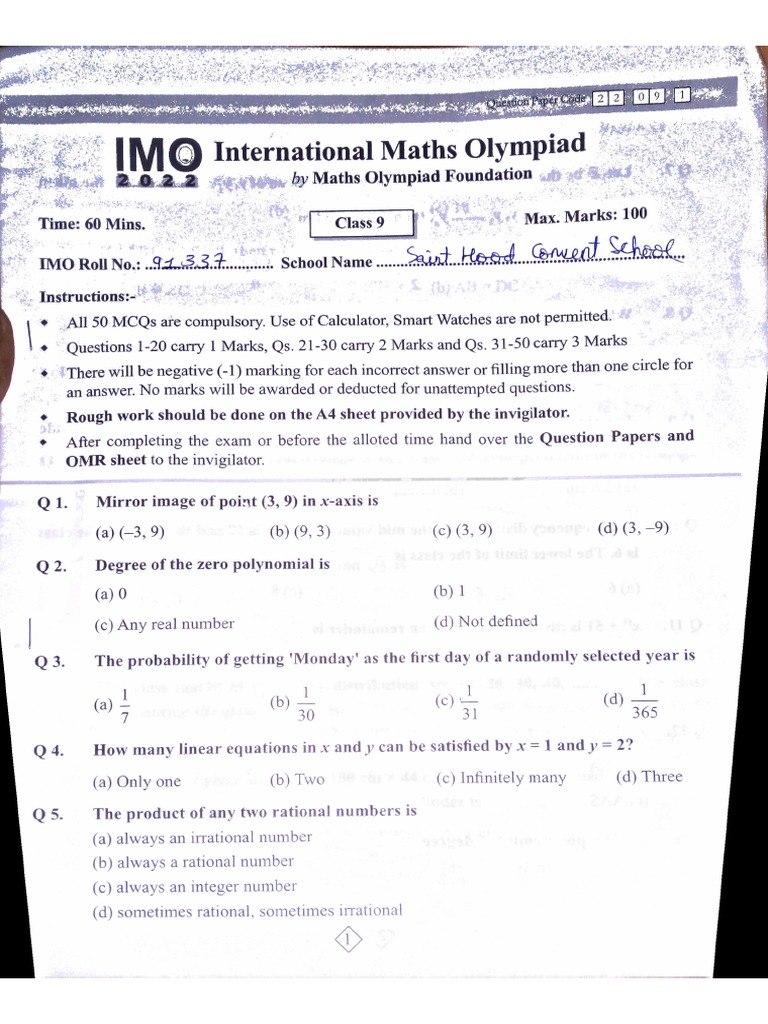 Question Paper Code 2 2 0 9 1
IMO International Maths Olympiad
2022 by Maths Olympiad Foundation
Time: 60 Mins. Class 9 Max. Marks: 100
IMO Roll No.: 91337 School Name Saint Hood Convent School
Instructions:-
• All 50 MCQs are compulsory. Use of Calculator, Smart Watches are not permitted.
• Questions 1-20 carry 1 Marks, Qs. 21-30 carry 2 Marks and Qs. 31-50 carry 3 Marks
• There will be negative (-1) marking for each incorrect answer or filling more than one circle for
an answer. No marks will be awarded or deducted for unattempted questions.
• Rough work should be done on the A4 sheet provided by the invigilator.
• After completing the exam or before the alloted time hand over the Question Papers and
OMR sheet to the invigilator.
Q 1. Mirror image of point (3, 9) in x-axis is
(a) (–3, 9) (b) (9, 3) (c) (3, 9) (d) (3, –9)
Q 2. Degree of the zero polynomial is
(a) 0 (b) 1
(c) Any real number (d) Not defined
Q 3. The probability of getting 'Monday' as the first day of a randomly selected year is
(a) 1/7 (b) 1/30 (c) 1/31 (d) 1/365
Q 4. How many linear equations in x and y can be satisfied by x = 1 and y = 2?
(a) Only one (b) Two (c) Infinitely many (d) Three
Q 5. The product of any two rational numbers is
(a) always an irrational number
(b) always a rational number
(c) always an integer number
(d) sometimes rational, sometimes irrational
1